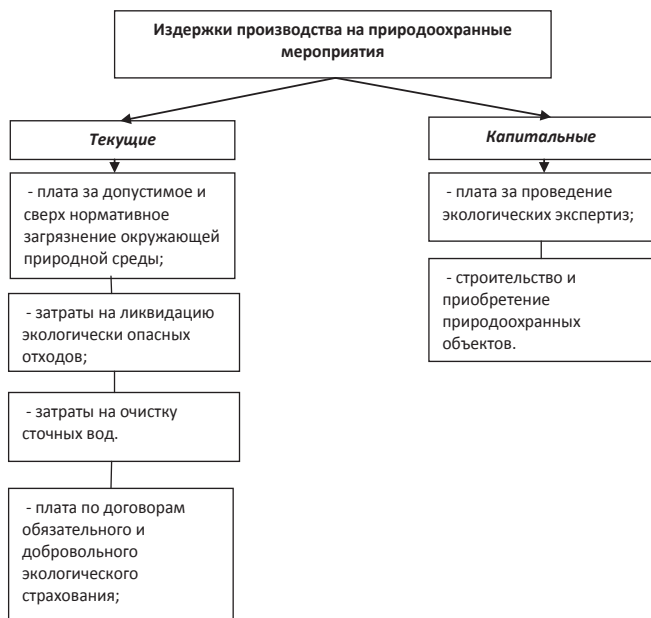 Издержки производства на природоохранные
мероприятия
Текущие
- плата за допустимое и
сверх нормативное
загрязнение окружающей
природной среды;
- затраты на ликвидацию
экологически опасных
отходов;
- затраты на очистку
сточных вод.
- плата по договорам
обязательного и
добровольного
экологического
страхования;
Капитальные
- плата за проведение
экологических экспертиз;
- строительство и
приобретение
природоохранных
объектов.